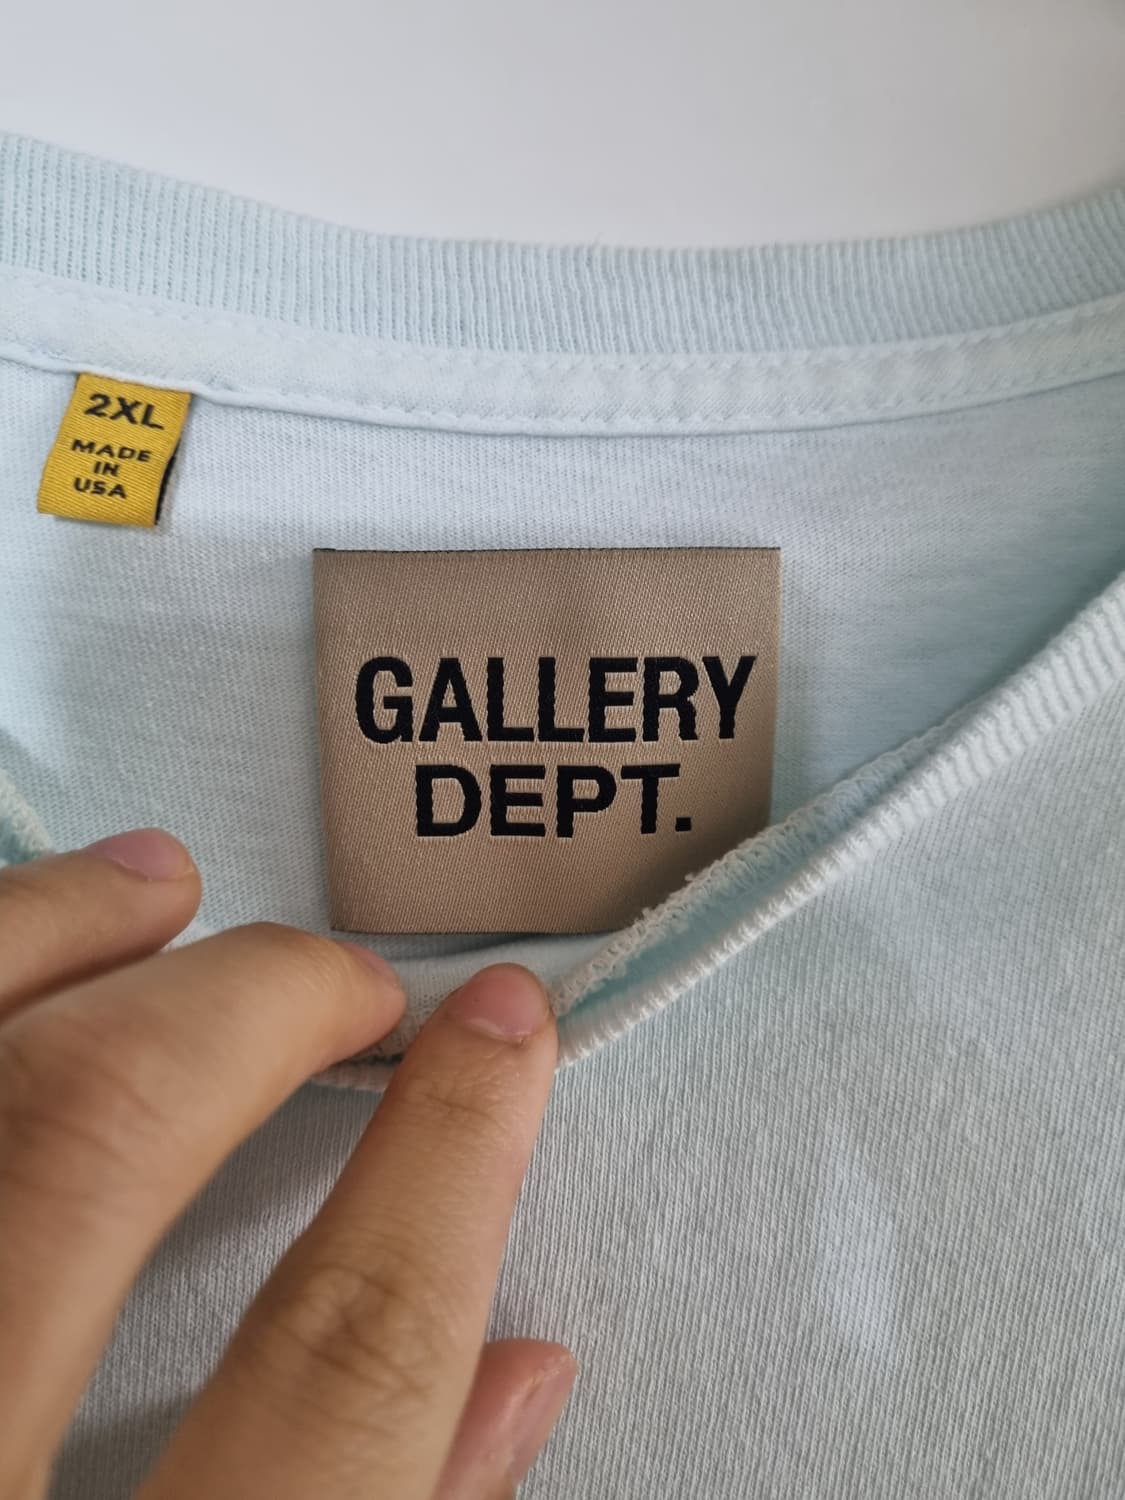 2XL
MADE
IN
USA
GALLERY
DEPT.